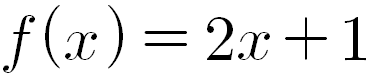 f(x) = 2x + 1